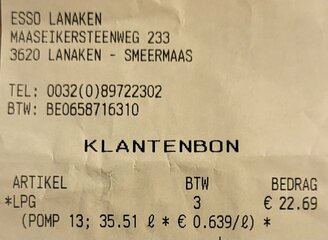 ESSO LANAKEN
MAASEIKERSTEENWEG 233
3620 LANAKEN - SMEERMAAS
TEL: 0032(0)89722302
BTW: BE0658716310
KLANTENBON
ARTIKEL BTW BEDRAG
*LPG 3 € 22.69
(POMP 13; 35.51 ℓ * € 0.639/ℓ) *